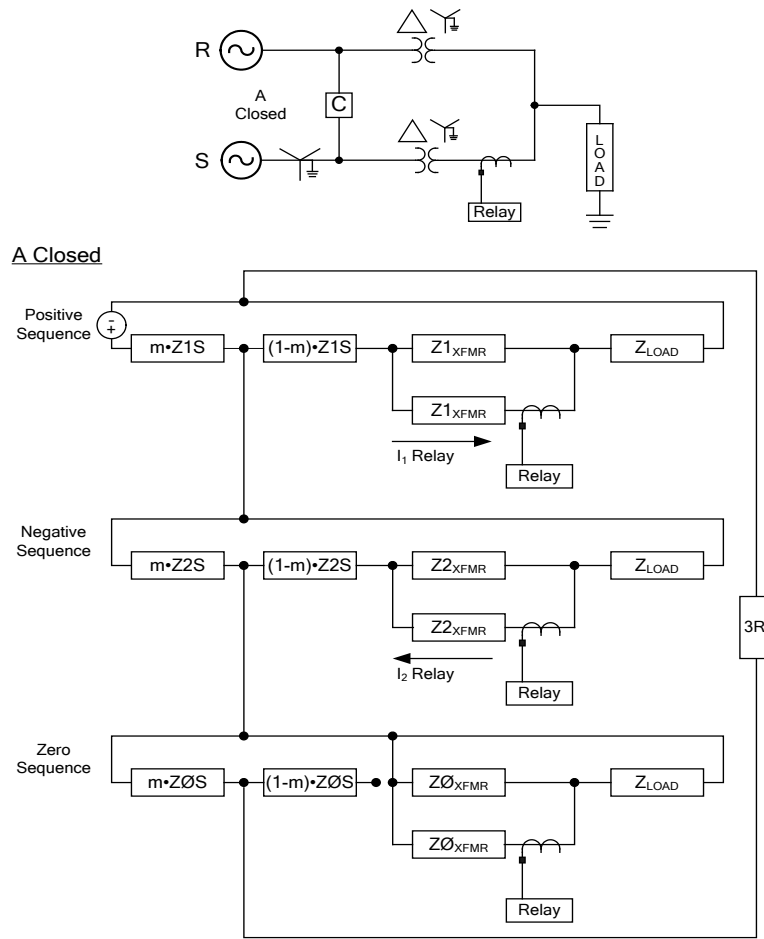 R
A
Closed
C
S
Relay
LOAD
A Closed
Positive
Sequence
-
+
m•Z1S
(1-m)•Z1S
Z1XFMR
ZLOAD
Z1XFMR
I1 Relay
Relay
Negative
Sequence
m•Z2S
(1-m)•Z2S
Z2XFMR
ZLOAD
3R
Z2XFMR
I2 Relay
Relay
Zero
Sequence
m•ZØS
(1-m)•ZØS
ZØXFMR
ZLOAD
ZØXFMR
Relay